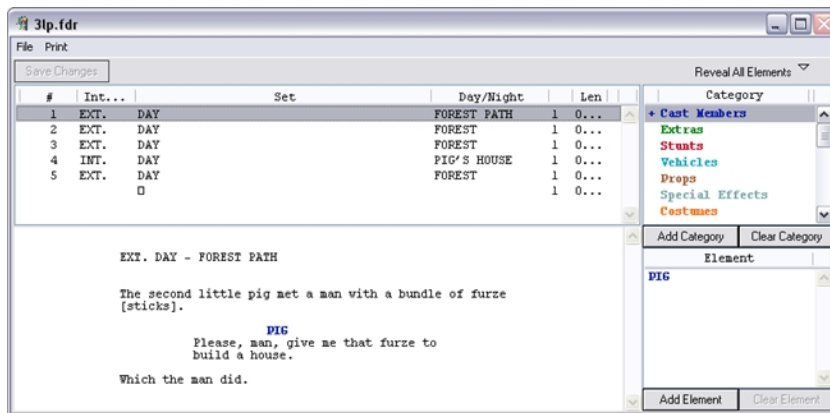 3lp.fdr
File Print
Save Changes
Reveal All Elements
# Int... Set Day/Night Len
1 EXT. DAY FOREST PATH 1 0...
2 EXT. DAY FOREST 1 0...
3 EXT. DAY FOREST 1 0...
4 INT. DAY PIG'S HOUSE 1 0...
5 EXT. DAY FOREST 1 0...
1 0...
Category
+ Cast Members
Extras
Stunts
Vehicles
Props
Special Effects
Costumes
Add Category Clear Category
Element
PIG
Add Element Clear Element
EXT. DAY - FOREST PATH
The second little pig met a man with a bundle of furze
[sticks].
PIG
Please, man, give me that furze to
build a house.
Which the man did.